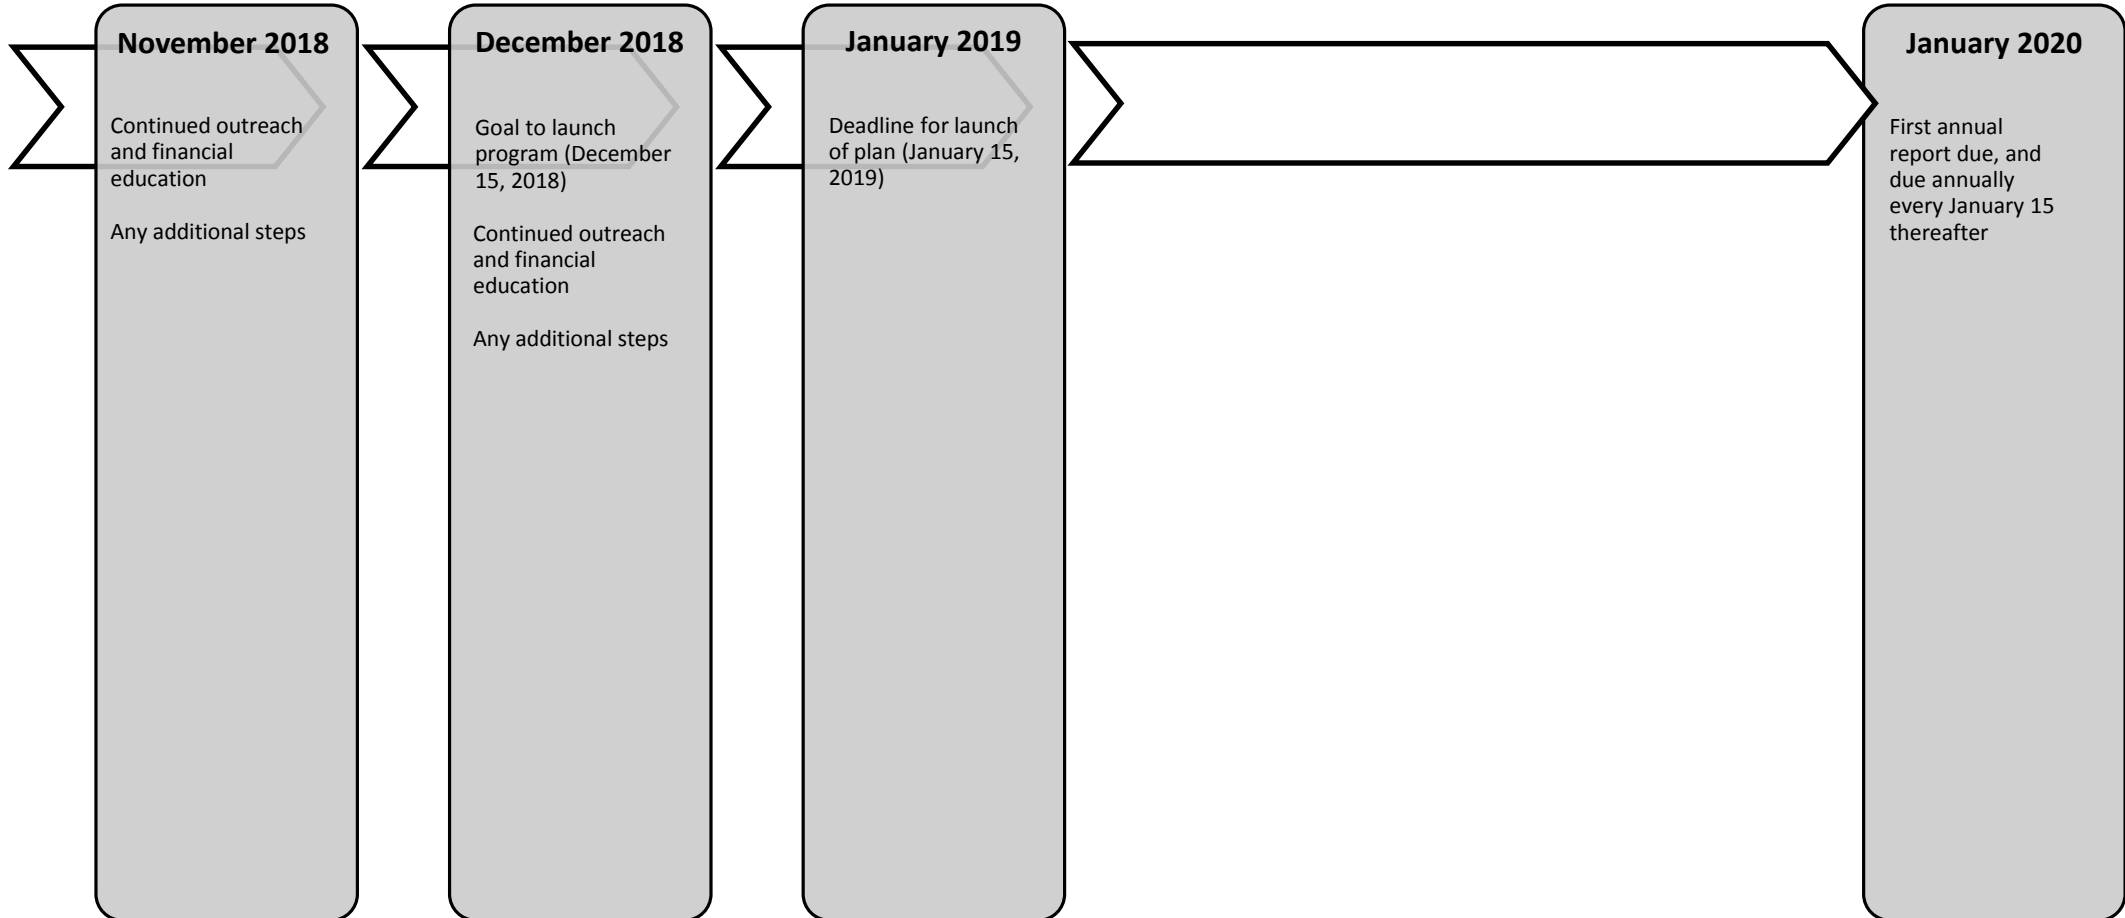 November 2018
Continued outreach
and financial
education
Any additional steps
December 2018
Goal to launch
program (December
15, 2018)
Continued outreach
and financial
education
Any additional steps
January 2019
Deadline for launch
of plan (January 15,
2019)
January 2020
First annual
report due, and
due annually
every January 15
thereafter